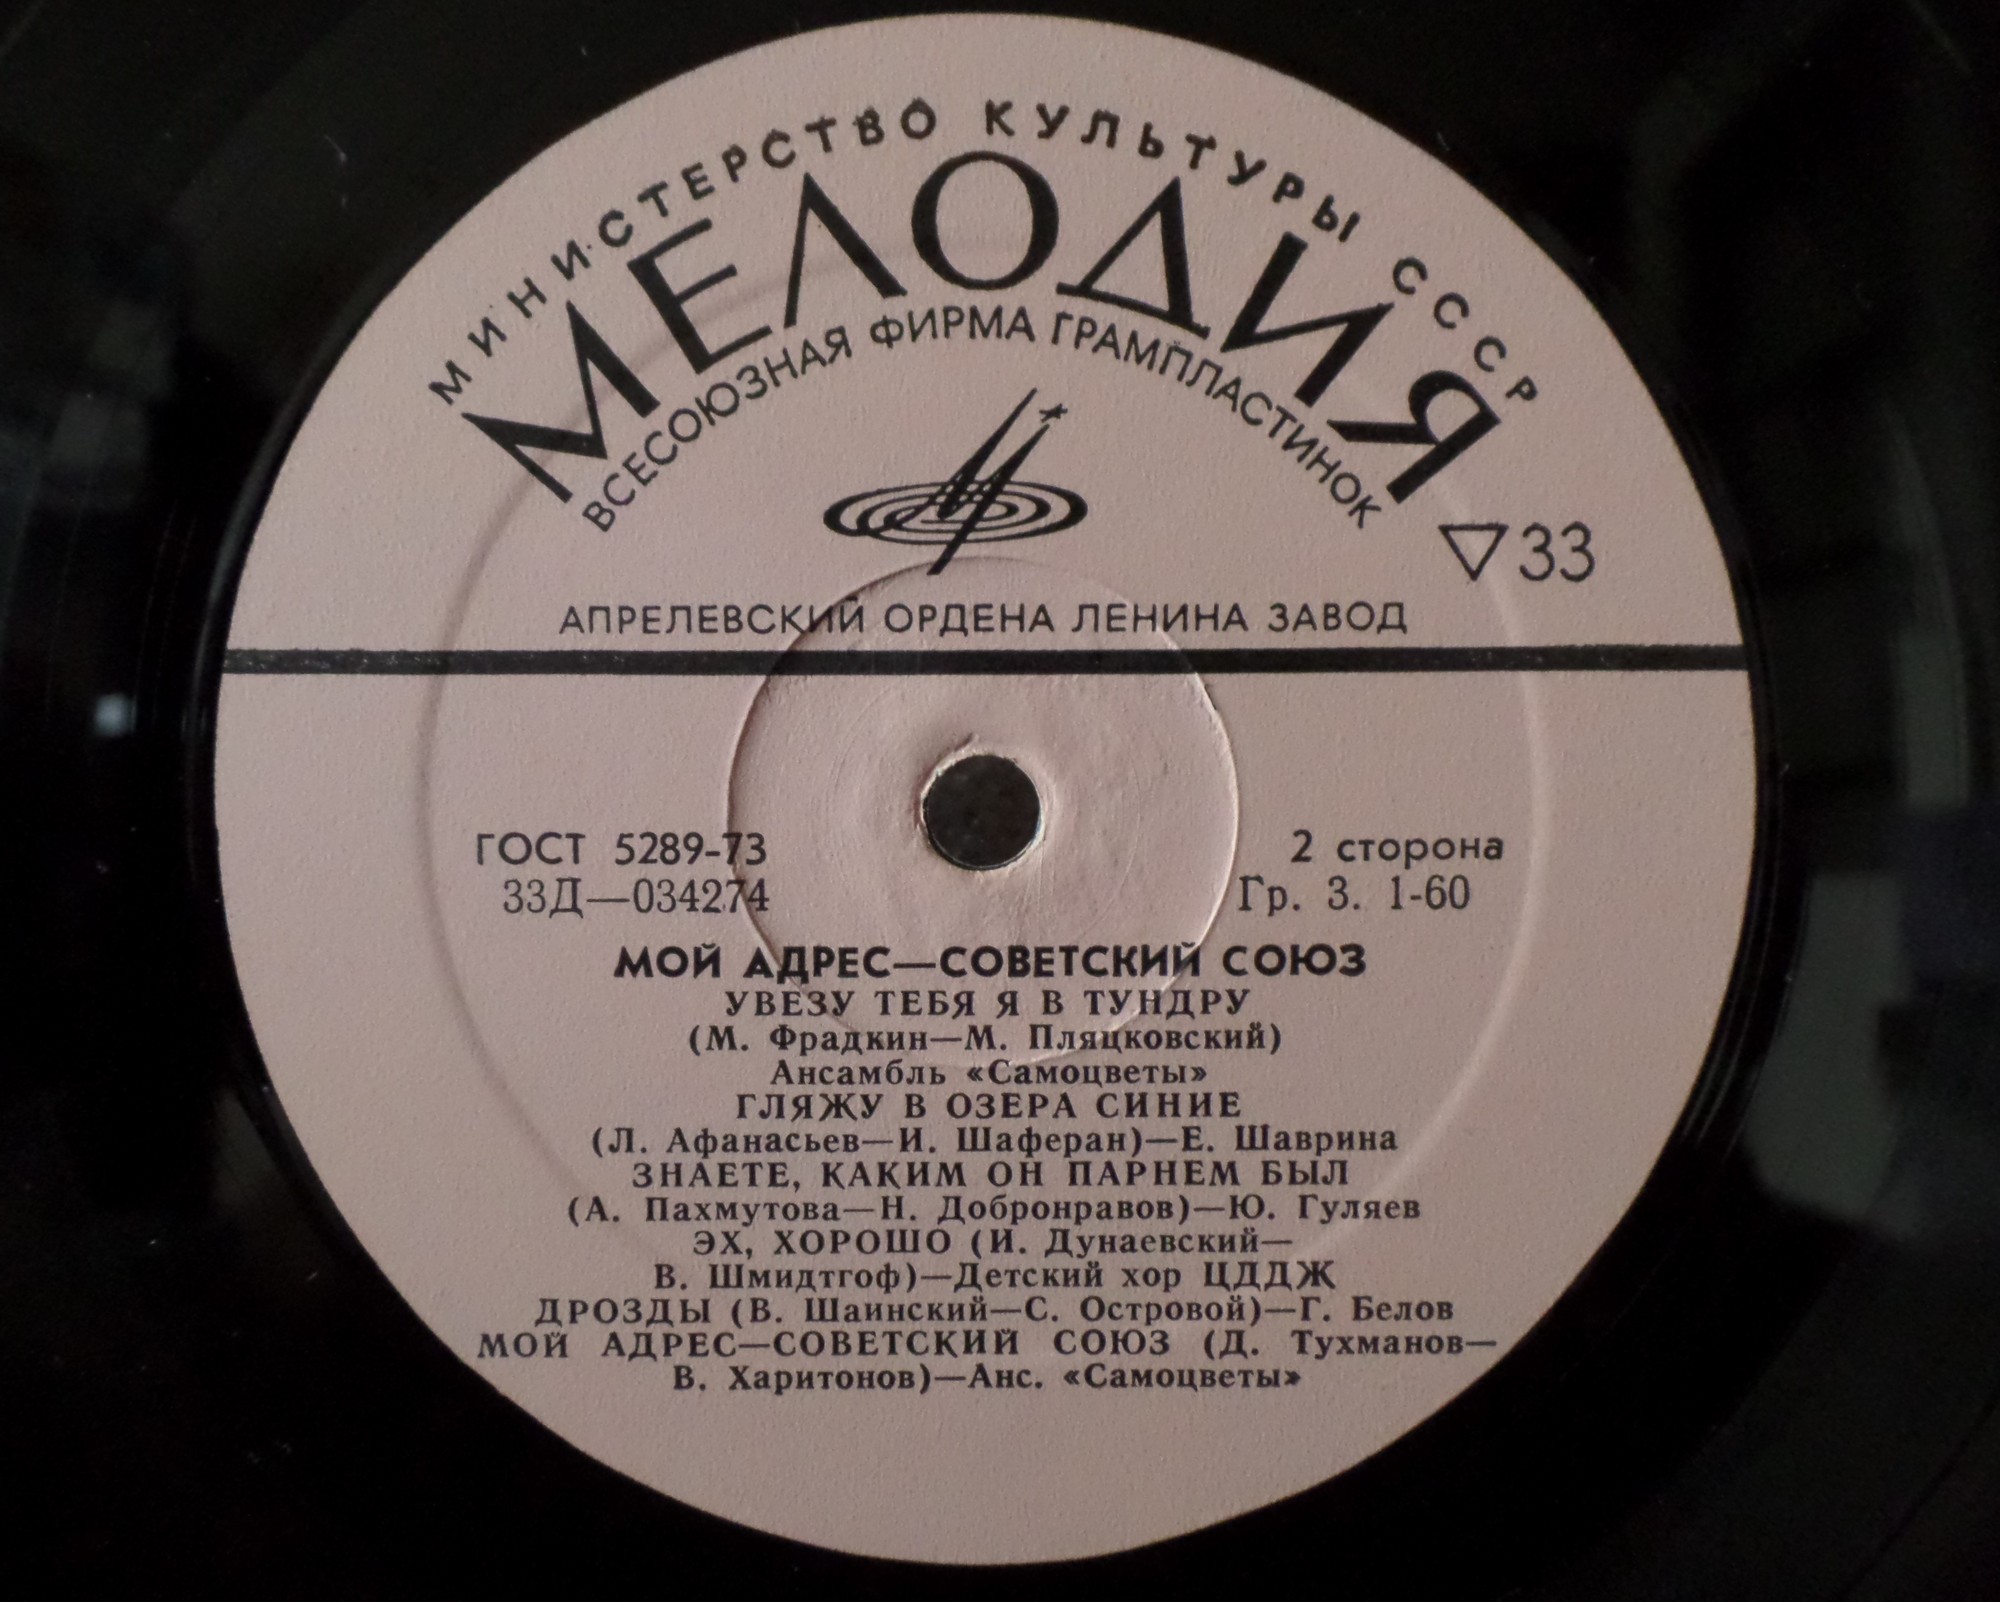 МИНИСТЕРСТВО КУЛЬТУРЫ СССР
МЕЛОДИЯ
ВСЕСОЮЗНАЯ ФИРМА ГРАМПЛАСТИНОК
33
АПРЕЛЕВСКИЙ ОРДЕНА ЛЕНИНА ЗАВОД
ГОСТ 5289-73
33Д—034274
2 сторона
Гр. 3. 1-60
МОЙ АДРЕС—СОВЕТСКИЙ СОЮЗ
УВЕЗУ ТЕБЯ Я В ТУНДРУ
(М. Фрадкин—М. Пляцковский)
Ансамбль «Самоцветы»
ГЛЯЖУ В ОЗЕРА СИНИЕ
(Л. Афанасьев—И. Шаферан)—Е. Шаврина
ЗНАЕТЕ, КАКИМ ОН ПАРНЕМ БЫЛ
(А. Пахмутова—Н. Добронравов)—Ю. Гуляев
ЭХ, ХОРОШО (И. Дунаевский—
В. Шмидтгоф)—Детский хор ЦДДЖ
ДРОЗДЫ (В. Шаинский—С. Островой)—Г. Белов
МОЙ АДРЕС—СОВЕТСКИЙ СОЮЗ (Д. Тухманов—
В. Харитонов)—Анс. «Самоцветы»